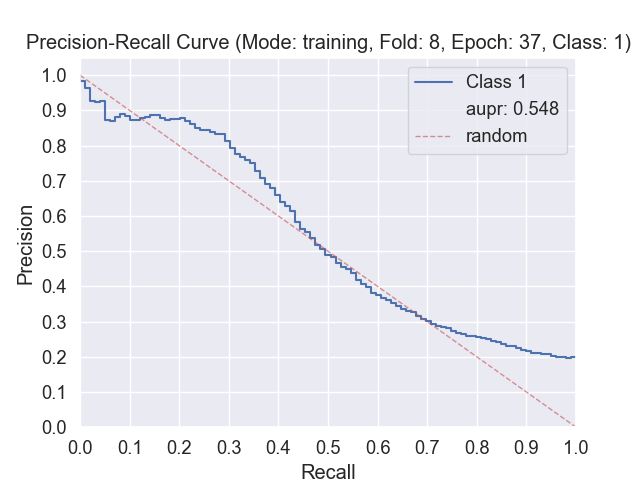 Precision-Recall Curve (Mode: training, Fold: 8, Epoch: 37, Class: 1)
Class 1
aupr: 0.548
random
Precision
1.0
0.9
0.8
0.7
0.6
0.5
0.4
0.3
0.2
0.1
0.0
0.0 0.1 0.2 0.3 0.4 0.5 0.6 0.7 0.8 0.9 1.0
Recall